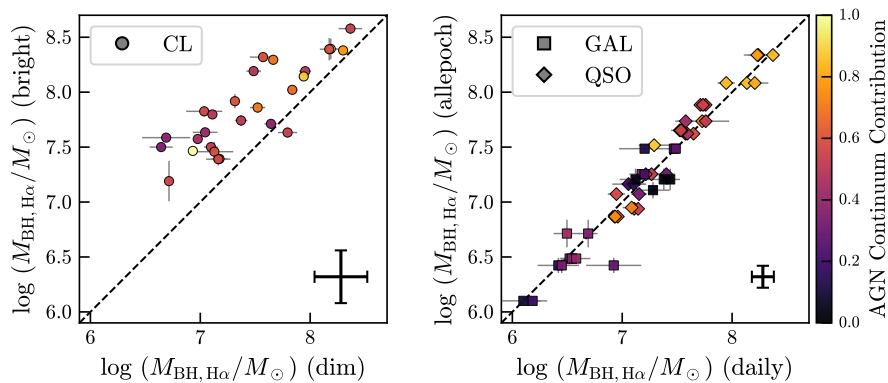 log (M_BH,Hα/M_⊙) (bright)
8.5
8.0
7.5
7.0
6.5
6.0
CL
6 7 8
log (M_BH,Hα/M_⊙) (dim)
log (M_BH,Hα/M_⊙) (allepoch)
8.5
8.0
7.5
7.0
6.5
6.0
GAL
QSO
6 7 8
log (M_BH,Hα/M_⊙) (daily)
1.0
0.8
0.6
0.4
0.2
0.0
AGN Continuum Contribution